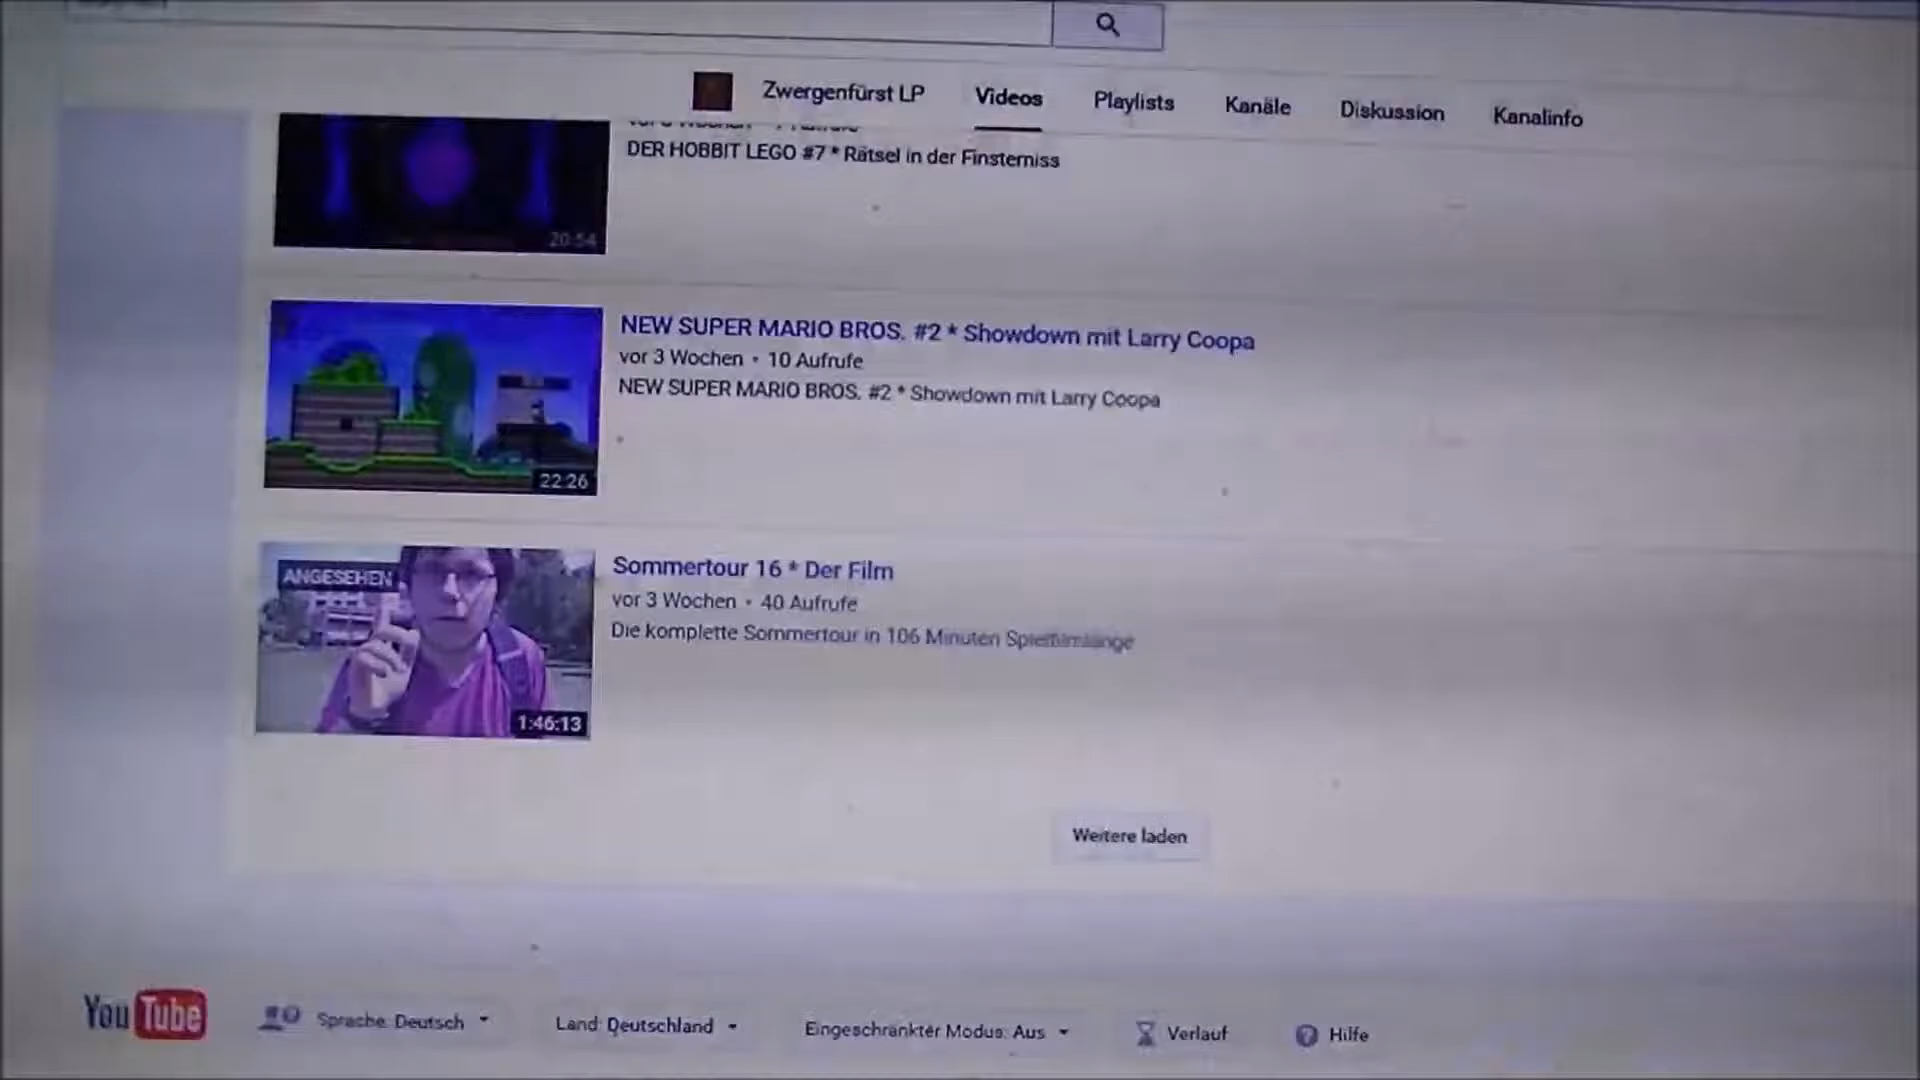 Zwergenfürst LP
Videos
Playlists
Kanäle
Diskussion
Kanalinfo
DER HOBBIT LEGO #7 * Rätsel in der Finsterniss
20:54
NEW SUPER MARIO BROS. #2 * Showdown mit Larry Coopa
vor 3 Wochen • 10 Aufrufe
NEW SUPER MARIO BROS. #2 * Showdown mit Larry Coopa
22:26
ANGESEHEN
Sommertour 16 * Der Film
vor 3 Wochen • 40 Aufrufe
Die komplette Sommertour in 106 Minuten Spielfilmlänge
1:46:13
Weitere laden
YouTube
Sprache: Deutsch
Land: Deutschland
Eingeschränkter Modus: Aus
Verlauf
Hilfe